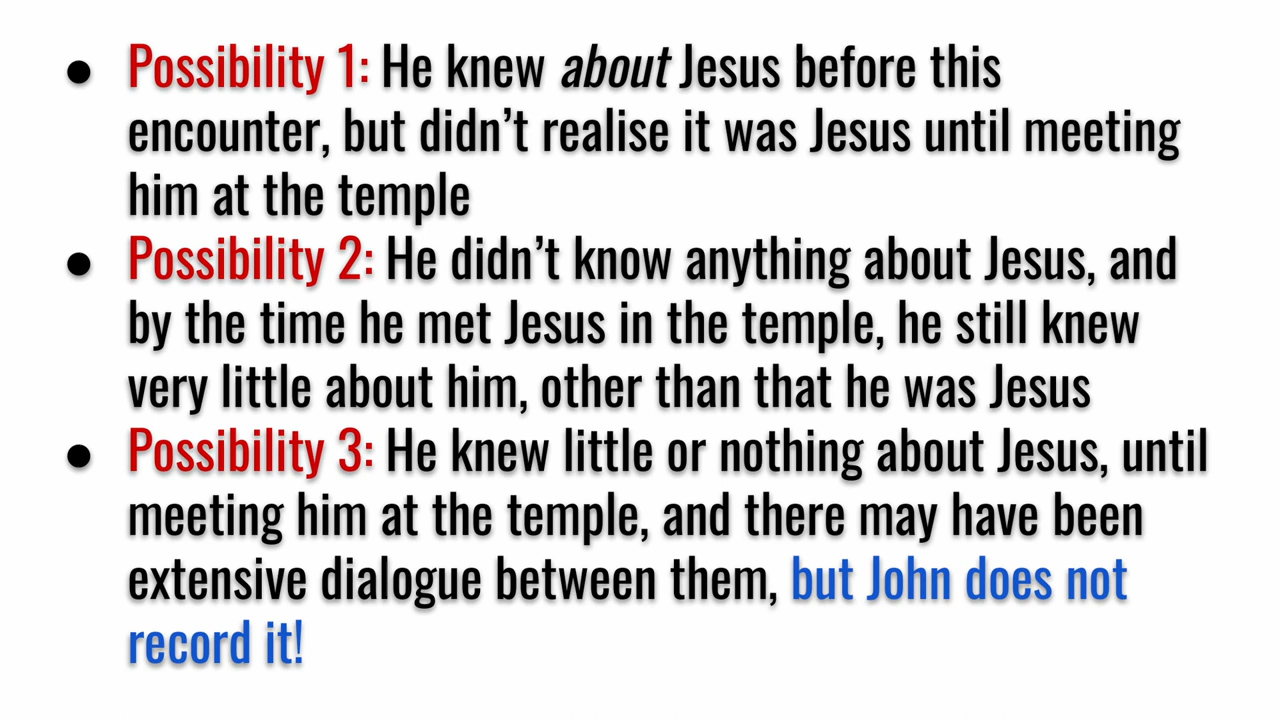 ● Possibility 1: He knew about Jesus before this
encounter, but didn’t realise it was Jesus until meeting
him at the temple
● Possibility 2: He didn’t know anything about Jesus, and
by the time he met Jesus in the temple, he still knew
very little about him, other than that he was Jesus
● Possibility 3: He knew little or nothing about Jesus, until
meeting him at the temple, and there may have been
extensive dialogue between them, but John does not
record it!